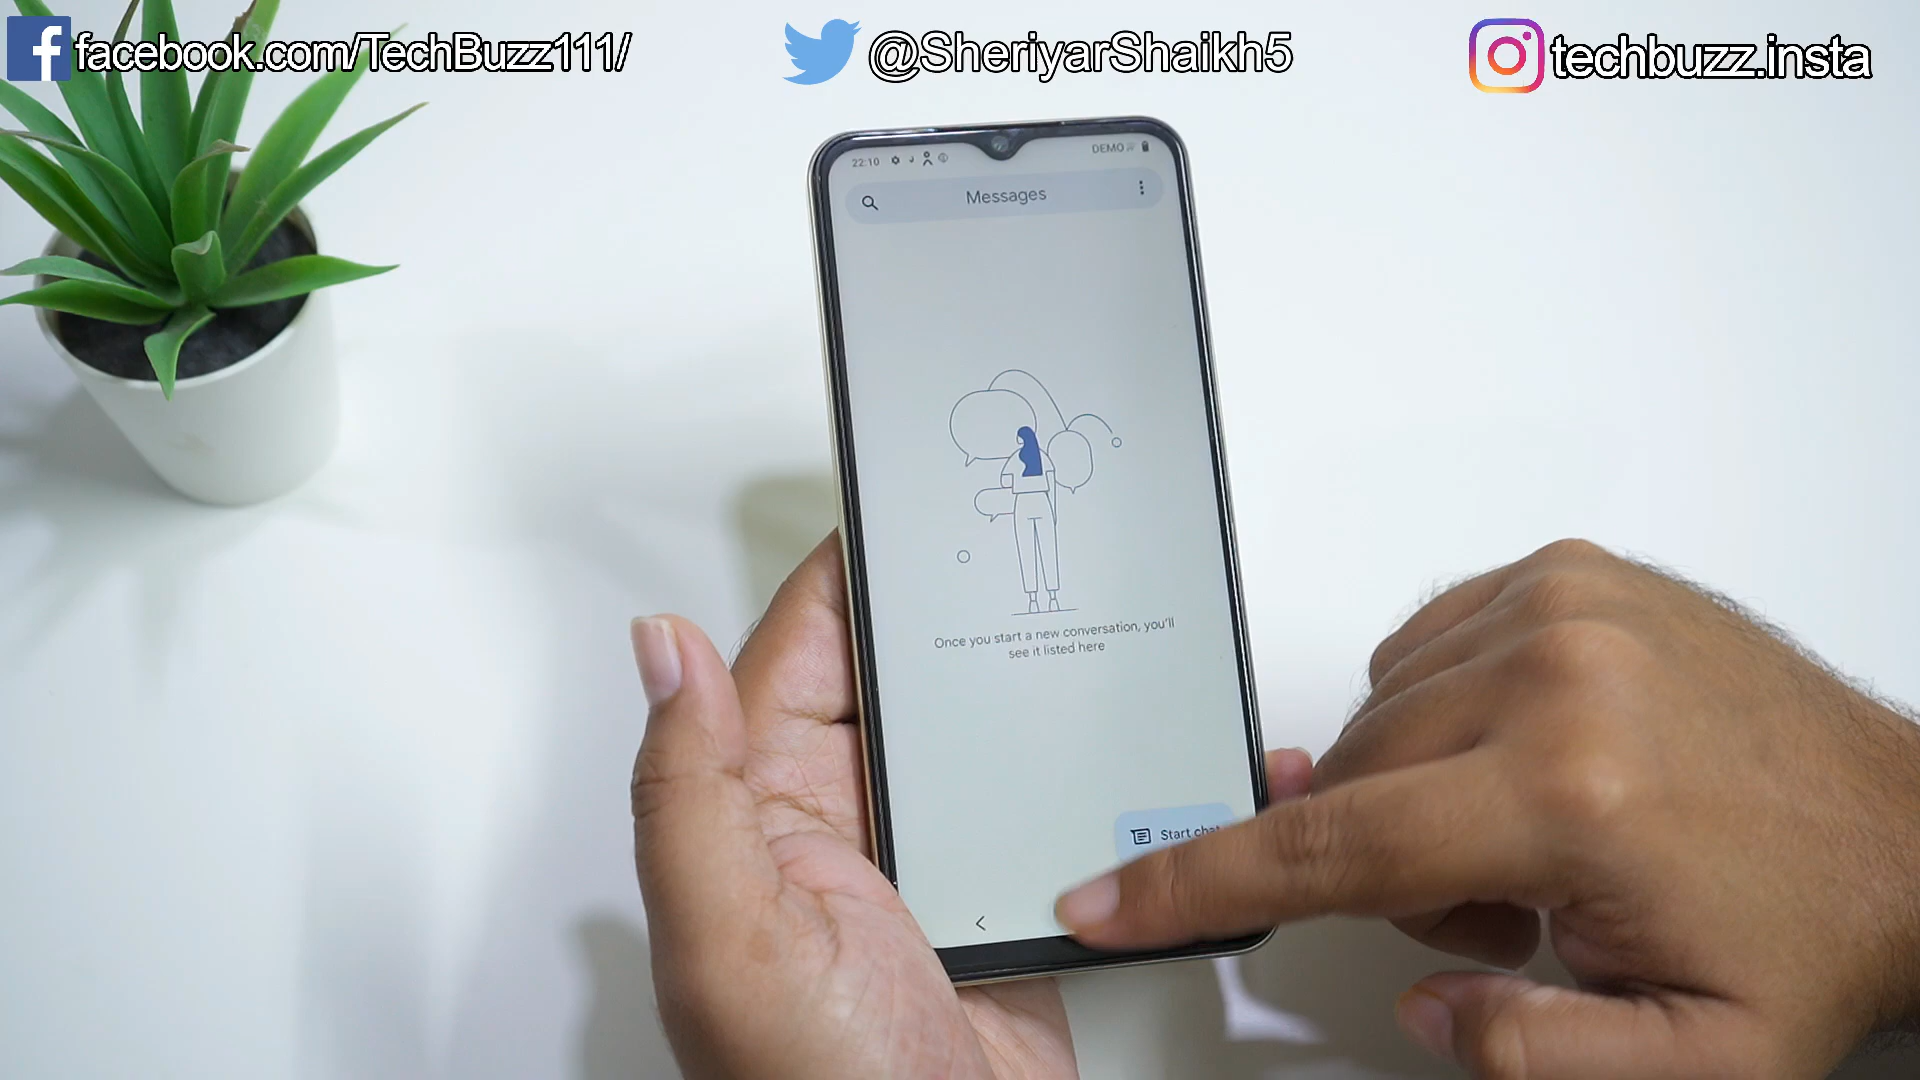 facebook.com/TechBuzz111/
@SheriyarShaikh5
techbuzz.insta
22:10
DEMO
Messages
Once you start a new conversation, you'll
see it listed here
Start chat